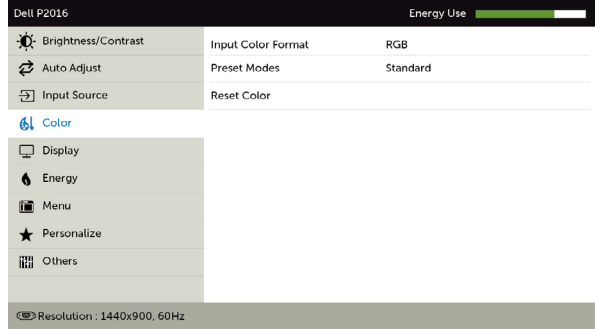 Dell P2016 Energy Use
Brightness/Contrast
Input Color Format RGB
Auto Adjust
Preset Modes Standard
Input Source
Reset Color
Color
Display
Energy
Menu
Personalize
Others
Resolution : 1440x900, 60Hz